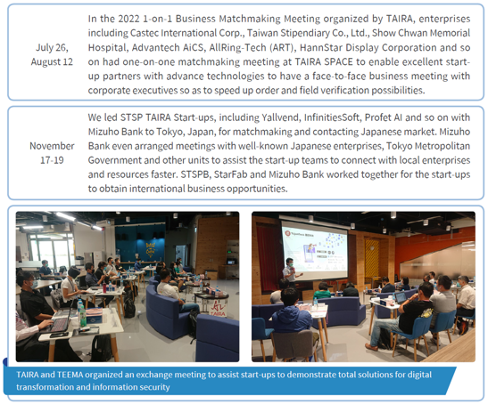 In the 2022 1-on-1 Business Matchmaking Meeting organized by TAIRA, enterprises
including Castec International Corp., Taiwan Stipendiary Co., Ltd., Show Chwan Memorial
July 26,
August 12
Hospital, Advantech AiCS, AllRing-Tech (ART), HannStar Display Corporation and so
on had one-on-one matchmaking meeting at TAIRA SPACE to enable excellent start-
up partners with advance technologies to have a face-to-face business meeting with
corporate executives so as to speed up order and field verification possibilities.
We led STSP TAIRA Start-ups, including Yallvend, InfinitiesSoft, Profet AI and so on with
Mizuho Bank to Tokyo, Japan, for matchmaking and contacting Japanese market. Mizuho
November
17-19
Bank even arranged meetings with well-known Japanese enterprises, Tokyo Metropolitan
Government and other units to assist the start-up teams to connect with local enterprises
and resources faster. STSPB, StarFab and Mizuho Bank worked together for the start-ups
to obtain international business opportunities.
TAIRA
TAIRA and TEEMA organized an exchange meeting to assist start-ups to demonstrate total solutions for digital
transformation and information security